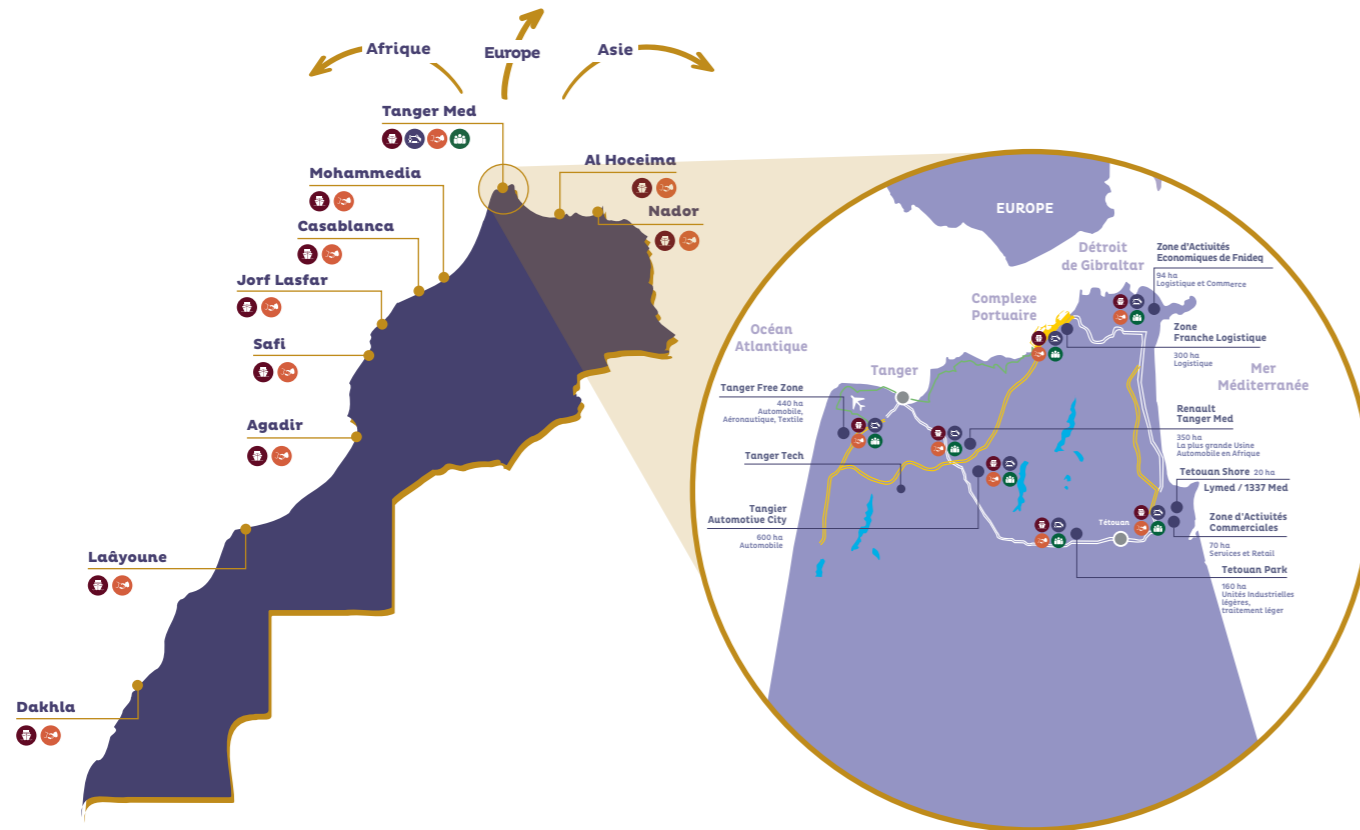 Afrique
Europe
Asie
Tanger Med
Al Hoceima
Mohammedia
Nador
Casablanca
Jorf Lasfar
Safi
Agadir
Laâyoune
Dakhla
EUROPE
Détroit
de Gibraltar
Zone d'Activités
Economiques de Fnideq
94 ha
Logistique et Commerce
Complexe
Portuaire
Océan
Atlantique
Zone
Franche Logistique
300 ha
Logistique
Mer
Méditerranée
Tanger
Tanger Free Zone
440 ha
Automobile,
Aéronautique, Textile
Renault
Tanger Med
350 ha
La plus grande Usine
Automobile en Afrique
Tanger Tech
Tetouan Shore 20 ha
Lymed / 1337 Med
Tangier
Automotive City
600 ha
Automobile
Tétouan
Zone d'Activités
Commerciales
70 ha
Services et Retail
Tetouan Park
160 ha
Unités Industrielles
légères,
traitement léger